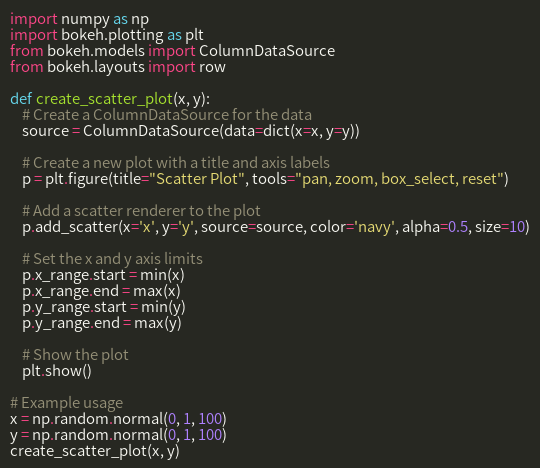 import numpy as np
import bokeh.plotting as plt
from bokeh.models import ColumnDataSource
from bokeh.layouts import row

def create_scatter_plot(x, y):
    # Create a ColumnDataSource for the data
    source = ColumnDataSource(data=dict(x=x, y=y))

    # Create a new plot with a title and axis labels
    p = plt.figure(title="Scatter Plot", tools="pan, zoom, box_select, reset")

    # Add a scatter renderer to the plot
    p.add_scatter(x='x', y='y', source=source, color='navy', alpha=0.5, size=10)

    # Set the x and y axis limits
    p.x_range.start = min(x)
    p.x_range.end = max(x)
    p.y_range.start = min(y)
    p.y_range.end = max(y)

    # Show the plot
    plt.show()

# Example usage
x = np.random.normal(0, 1, 100)
y = np.random.normal(0, 1, 100)
create_scatter_plot(x, y)